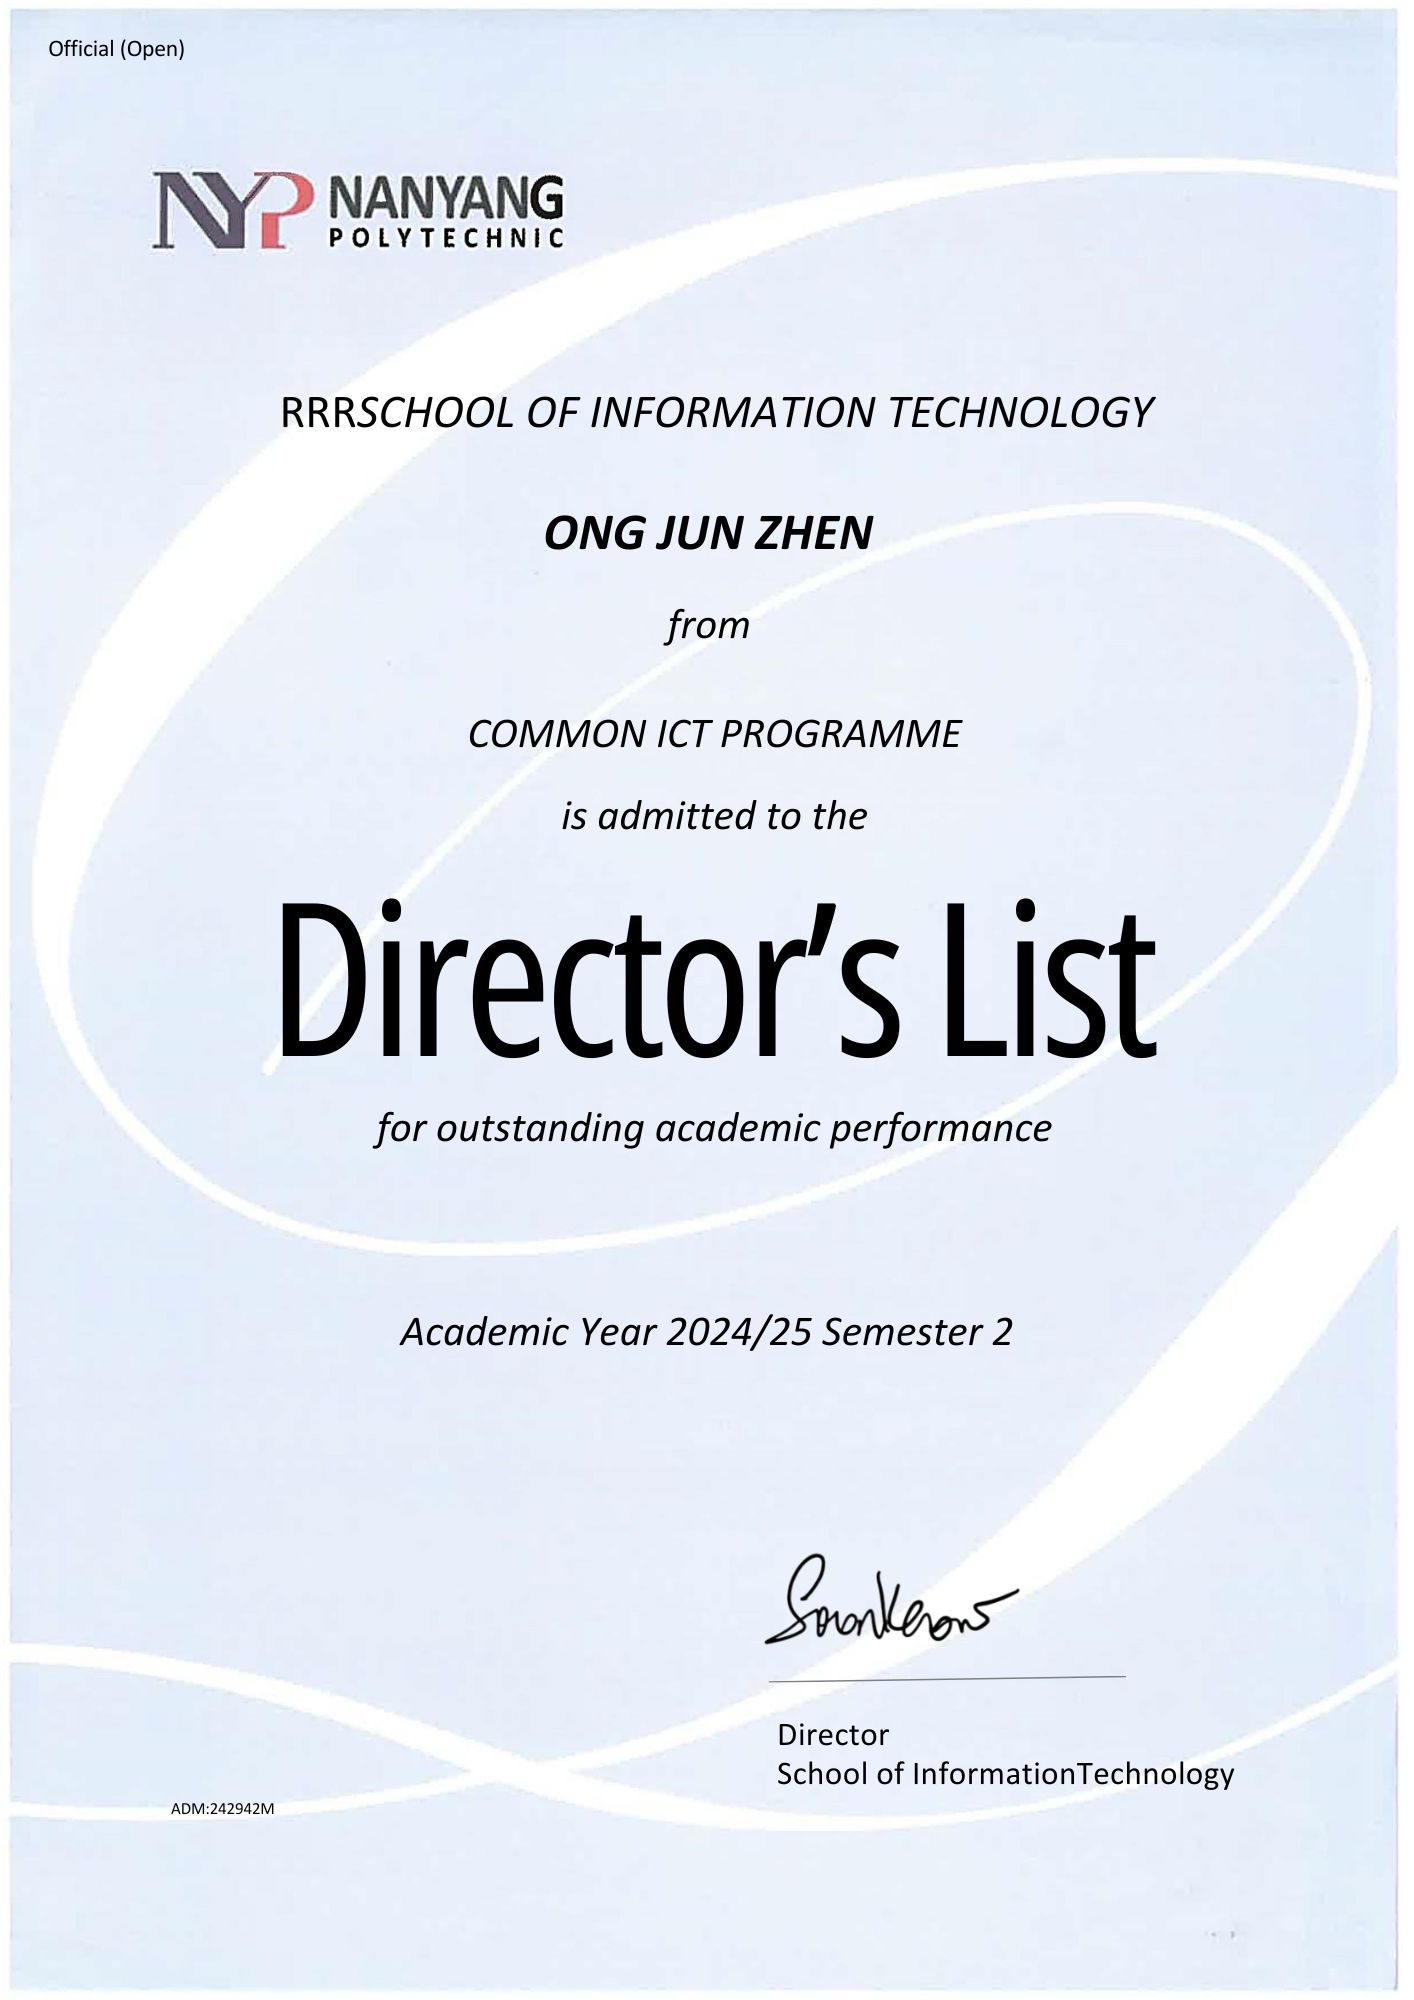 Official (Open)
NYP NANYANG
POLYTECHNIC
RRRSCHOOL OF INFORMATION TECHNOLOGY
ONG JUN ZHEN
from
COMMON ICT PROGRAMME
is admitted to the
Director’s List
for outstanding academic performance
Academic Year 2024/25 Semester 2
Director
School of InformationTechnology
ADM:242942M